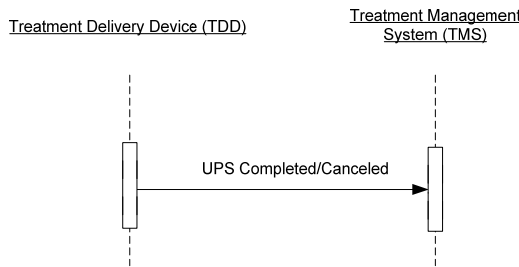 Treatment Delivery Device (TDD)
Treatment Management
System (TMS)
UPS Completed/Canceled